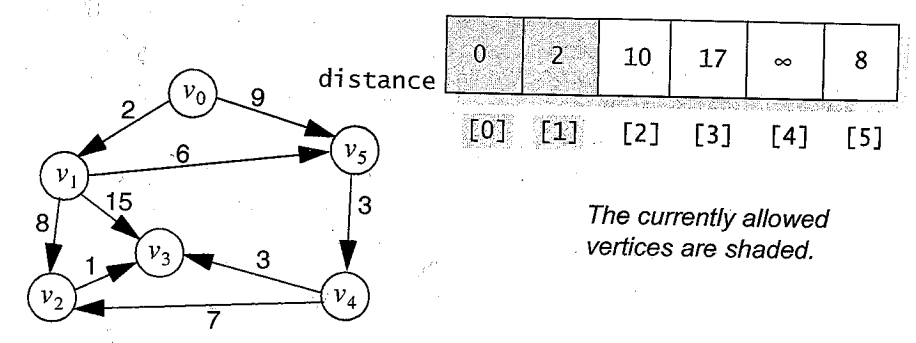 distance 0 2 10 17 ∞ 8
[0] [1] [2] [3] [4] [5]
v0
2 9
v5
6
v1
15
8 3
The currently allowed
vertices are shaded.
v3
1 3
v2 v4
7